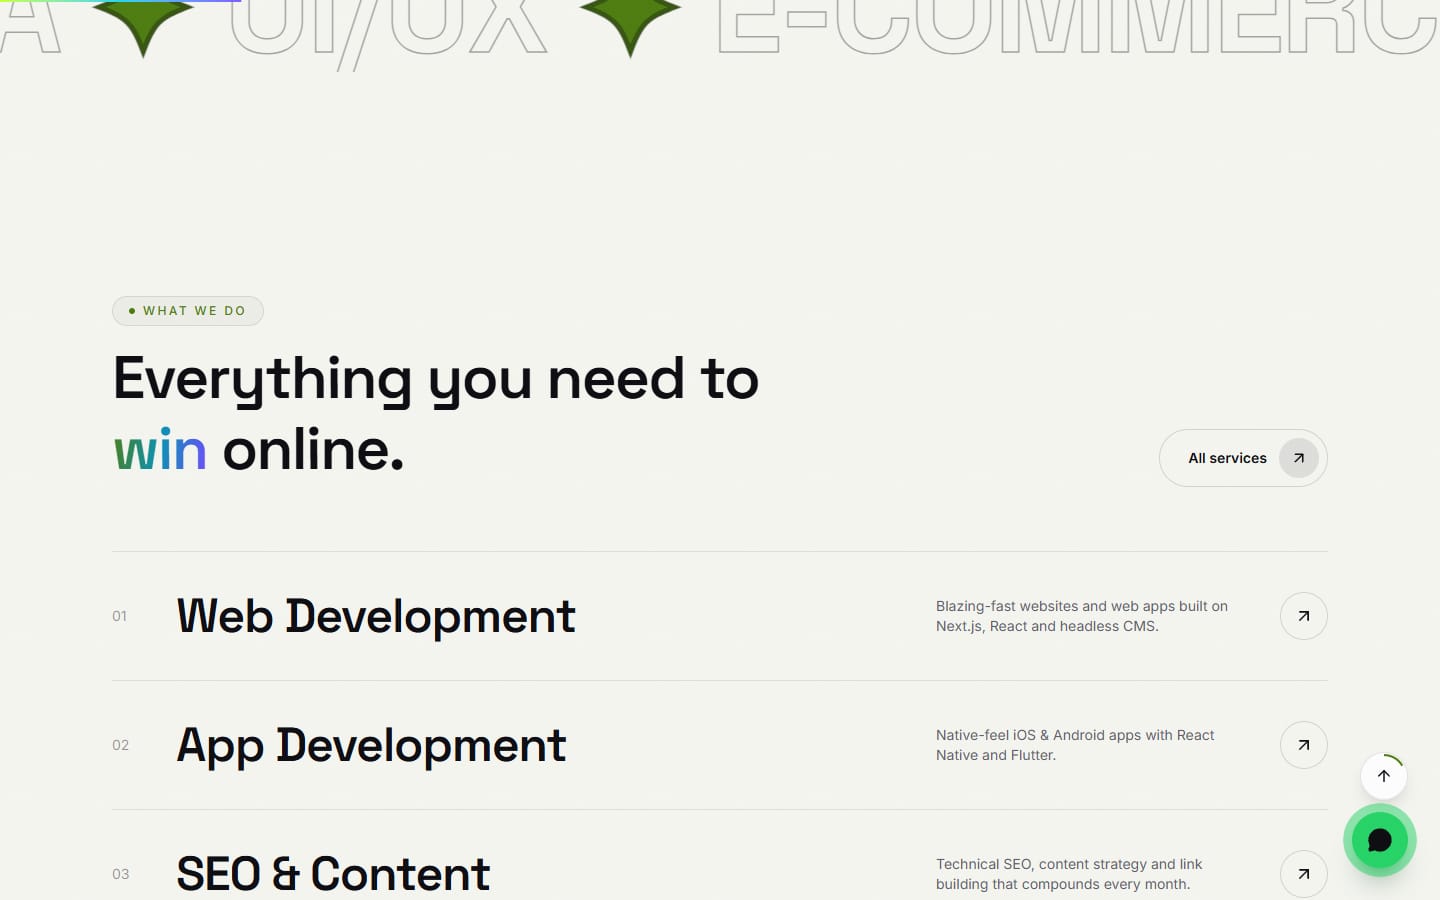 A UI/UX E-COMMERC
WHAT WE DO
Everything you need to
win online.
All services
01
Web Development
Blazing-fast websites and web apps built on
Next.js, React and headless CMS.
02
App Development
Native-feel iOS & Android apps with React
Native and Flutter.
03
SEO & Content
Technical SEO, content strategy and link
building that compounds every month.